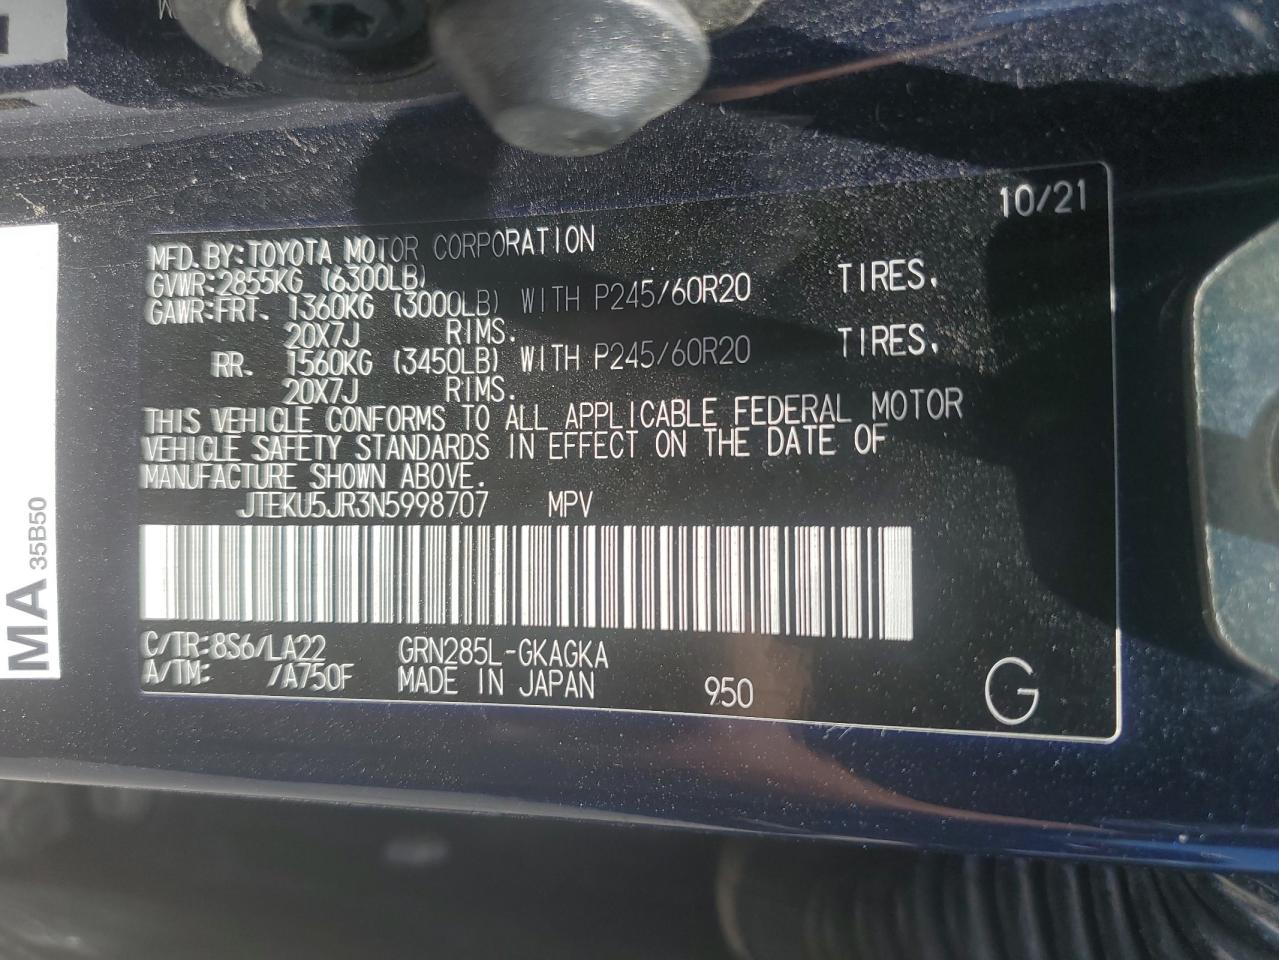 10/21
MFD. BY: TOYOTA MOTOR CORPORATION
GVWR: 2855KG (6300LB)
GAWR: FRT. 1360KG (3000LB) WITH P245/60R20 TIRES,
20X7J RIMS.
RR. 1560KG (3450LB) WITH P245/60R20 TIRES,
20X7J RIMS.
THIS VEHICLE CONFORMS TO ALL APPLICABLE FEDERAL MOTOR
VEHICLE SAFETY STANDARDS IN EFFECT ON THE DATE OF
MANUFACTURE SHOWN ABOVE.
JTEKU5JR3N5998707 MPV
C/TR: 8S6/LA22 GRN285L-GKAGKA
A/TM: /A750F MADE IN JAPAN 950 G
MA 35B50